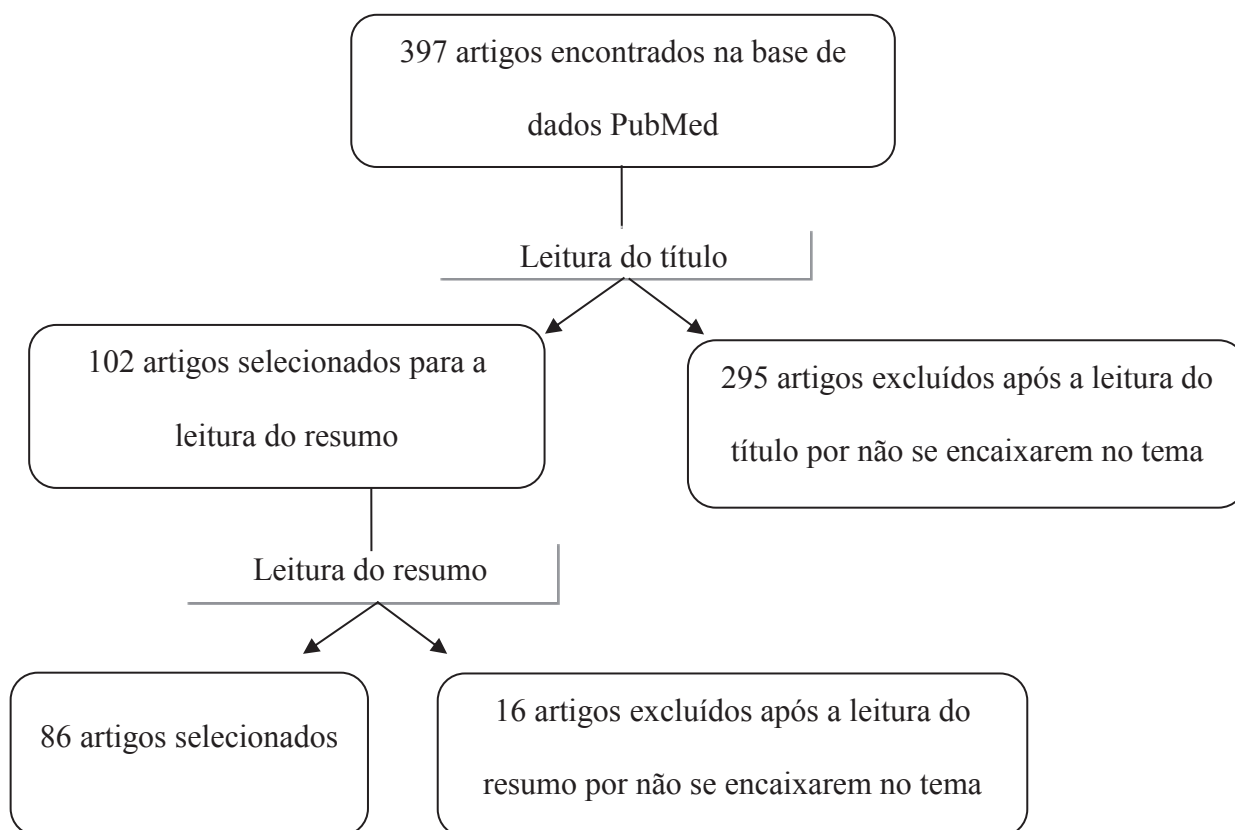 397 artigos encontrados na base de
dados PubMed
Leitura do título
102 artigos selecionados para a
leitura do resumo
295 artigos excluídos após a leitura do
título por não se encaixarem no tema
Leitura do resumo
86 artigos selecionados
16 artigos excluídos após a leitura do
resumo por não se encaixarem no tema